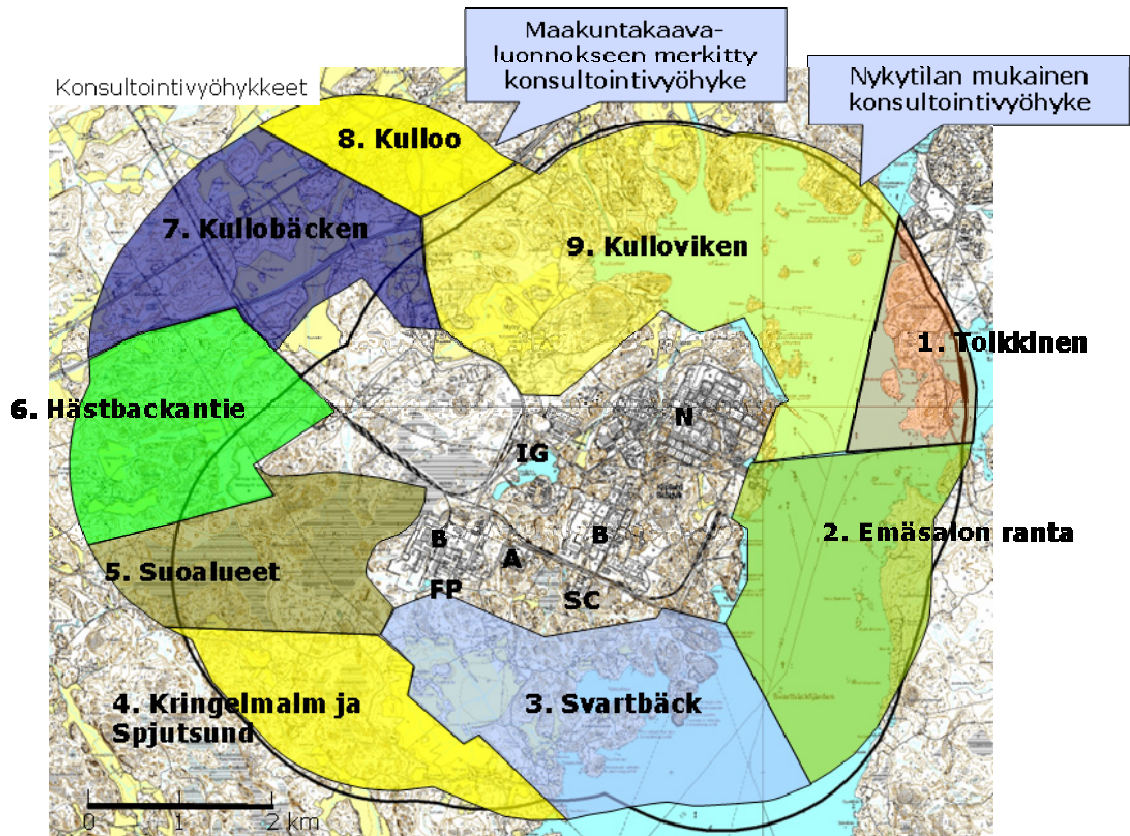 Maakuntakaava-
luonnokseen merkitty
konsultointivyöhyke
Nykytilan mukainen
konsultointivyöhyke
Konsultointivyöhykkeet
8. Kulloo
7. Kullobäcken
9. Kulloviken
1. Tolkkinen
6. Hästbackantie
N
IG
2. Emäsalon ranta
B
B
A
5. Suoalueet
FP
SC
4. Kringelmalm ja
Spjutsund
3. Svartbäck
0 1 2 km